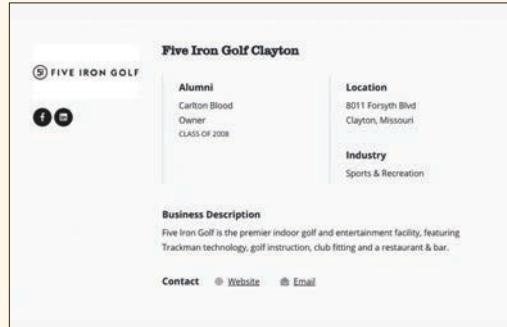 Five Iron Golf Clayton
FIVE IRON GOLF
Alumni
Carlton Blood
Owner
CLASS OF 2008
Location
8011 Forsyth Blvd
Clayton, Missouri
Industry
Sports & Recreation
Business Description
Five Iron Golf is the premier indoor golf and entertainment facility, featuring
Trackman technology, golf instruction, club fitting and a restaurant & bar.
Contact Website Email